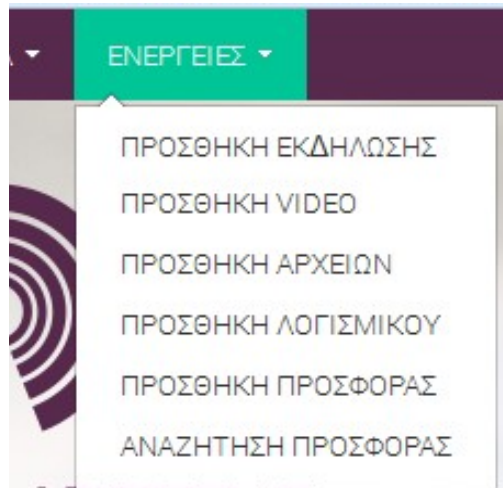 ΕΝΕΡΓΕΙΕΣ
ΠΡΟΣΘΗΚΗ ΕΚΔΗΛΩΣΗΣ
ΠΡΟΣΘΗΚΗ VIDEO
ΠΡΟΣΘΗΚΗ ΑΡΧΕΙΩΝ
ΠΡΟΣΘΗΚΗ ΛΟΓΙΣΜΙΚΟΥ
ΠΡΟΣΘΗΚΗ ΠΡΟΣΦΟΡΑΣ
ΑΝΑΖΗΤΗΣΗ ΠΡΟΣΦΟΡΑΣ